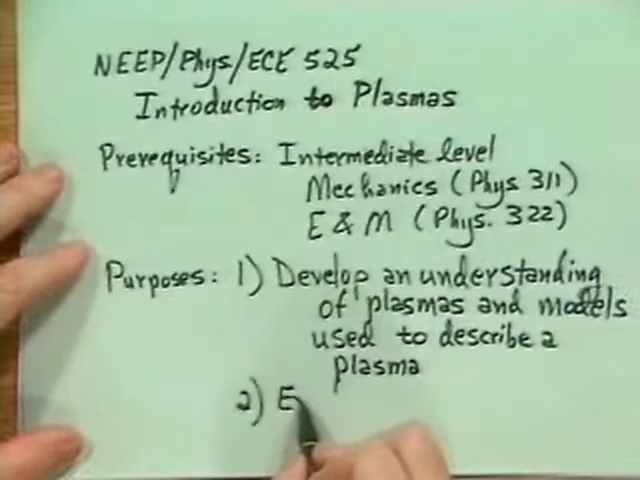 NEEP/Phys/ECE 525
Introduction to Plasmas
Prerequisites: Intermediate level
Mechanics (Phys 311)
E & M (Phys. 322)
Purposes: 1) Develop an understanding
of plasmas and models
used to describe a
plasma
2) E